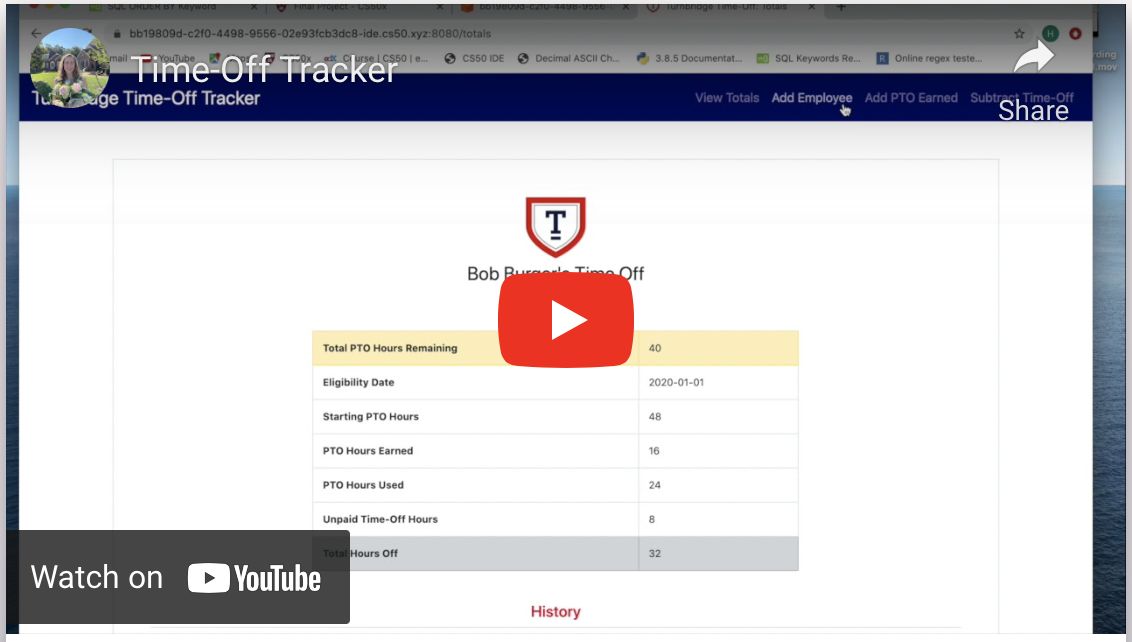 SQL ORDER BY Keyword Final Project - CS50x bb19809d-c2f0-4498-9556- Turnbridge Time-Off: Totals
bb19809d-c2f0-4498-9556-02e93fcb3dc8-ide.cs50.xyz:8080/totals
H
mail YouTube Maps Course | CS50 | e... CS50 IDE Decimal ASCII Ch... 3.8.5 Documentat... SQL Keywords Re... R Online regex teste...
Time-Off Tracker
Time-Off Tracker
View Totals Add Employee Add PTO Earned Subtract Time-Off
Share
T
Bob Burger's Time Off
Total PTO Hours Remaining 40
Eligibility Date 2020-01-01
Starting PTO Hours 48
PTO Hours Earned 16
PTO Hours Used 24
Unpaid Time-Off Hours 8
Total Hours Off 32
Watch on YouTube
History